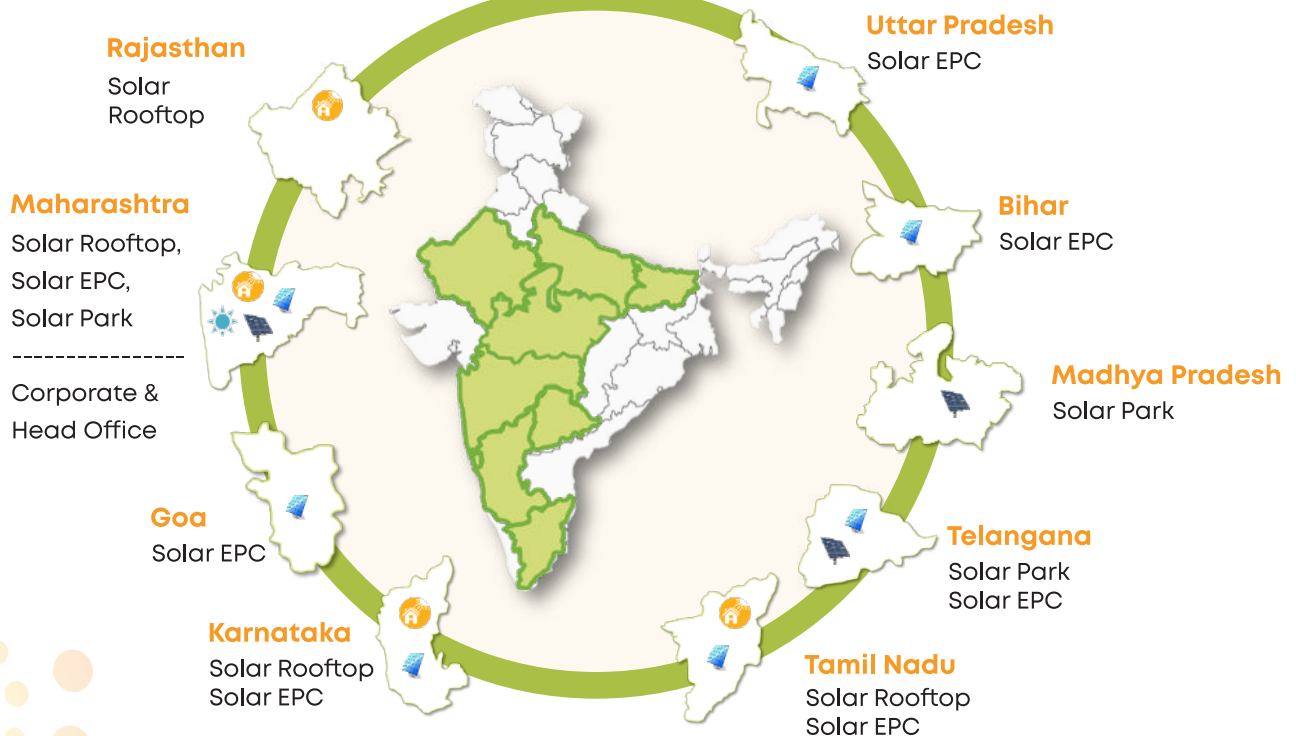 Rajasthan
Solar
Rooftop
Maharashtra
Solar Rooftop,
Solar EPC,
Solar Park
----------------
Corporate &
Head Office
Goa
Solar EPC
Karnataka
Solar Rooftop
Solar EPC
Uttar Pradesh
Solar EPC
Bihar
Solar EPC
Madhya Pradesh
Solar Park
Telangana
Solar Park
Solar EPC
Tamil Nadu
Solar Rooftop
Solar EPC